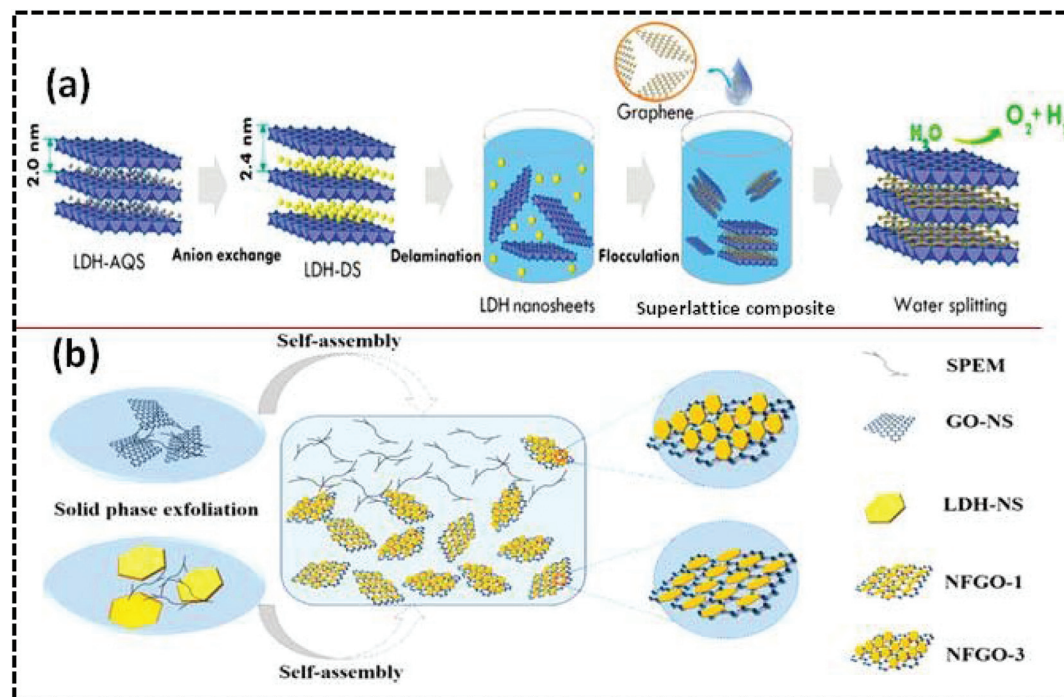 (a)
Graphene
2.0 nm
2.4 nm
H₂O
O₂ + H
LDH-AQS
Anion exchange
LDH-DS
Delamination
LDH nanosheets
Flocculation
Superlattice composite
Water splitting
(b)
Self-assembly
SPEM
GO-NS
Solid phase exfoliation
LDH-NS
NFGO-1
NFGO-3
Self-assembly